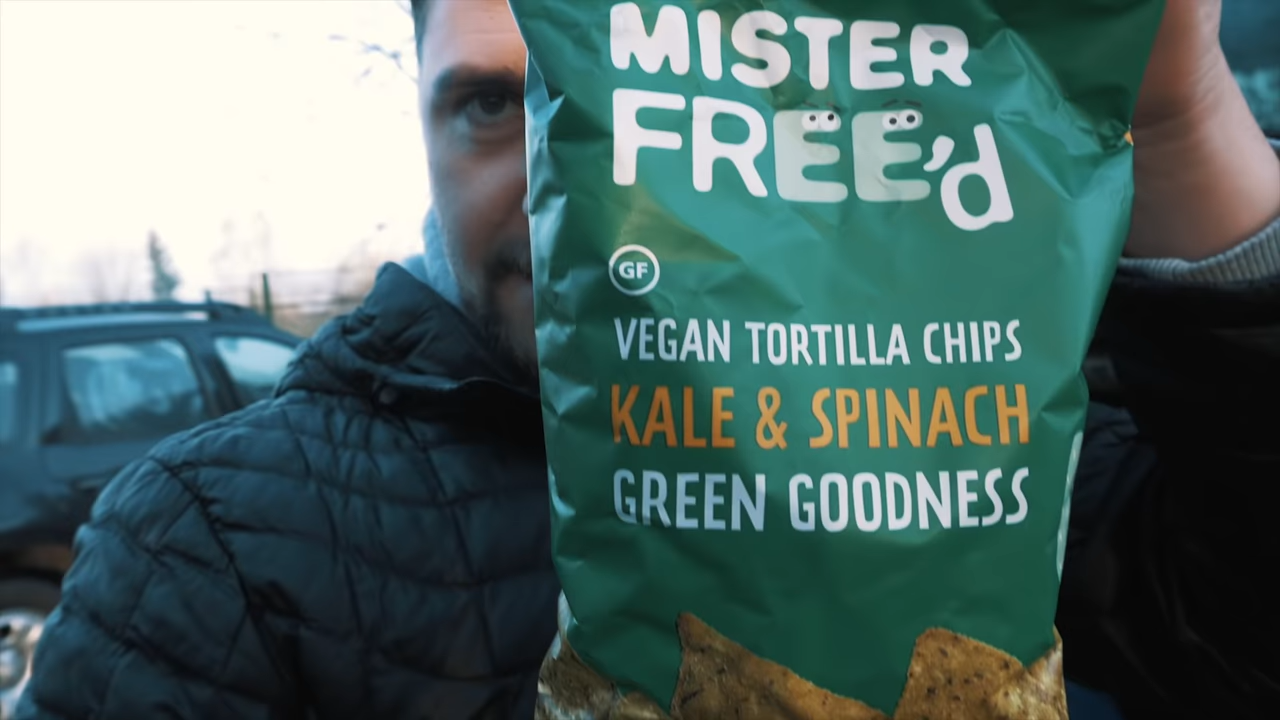 MISTER
FREE'd
GF
VEGAN TORTILLA CHIPS
KALE & SPINACH
GREEN GOODNESS